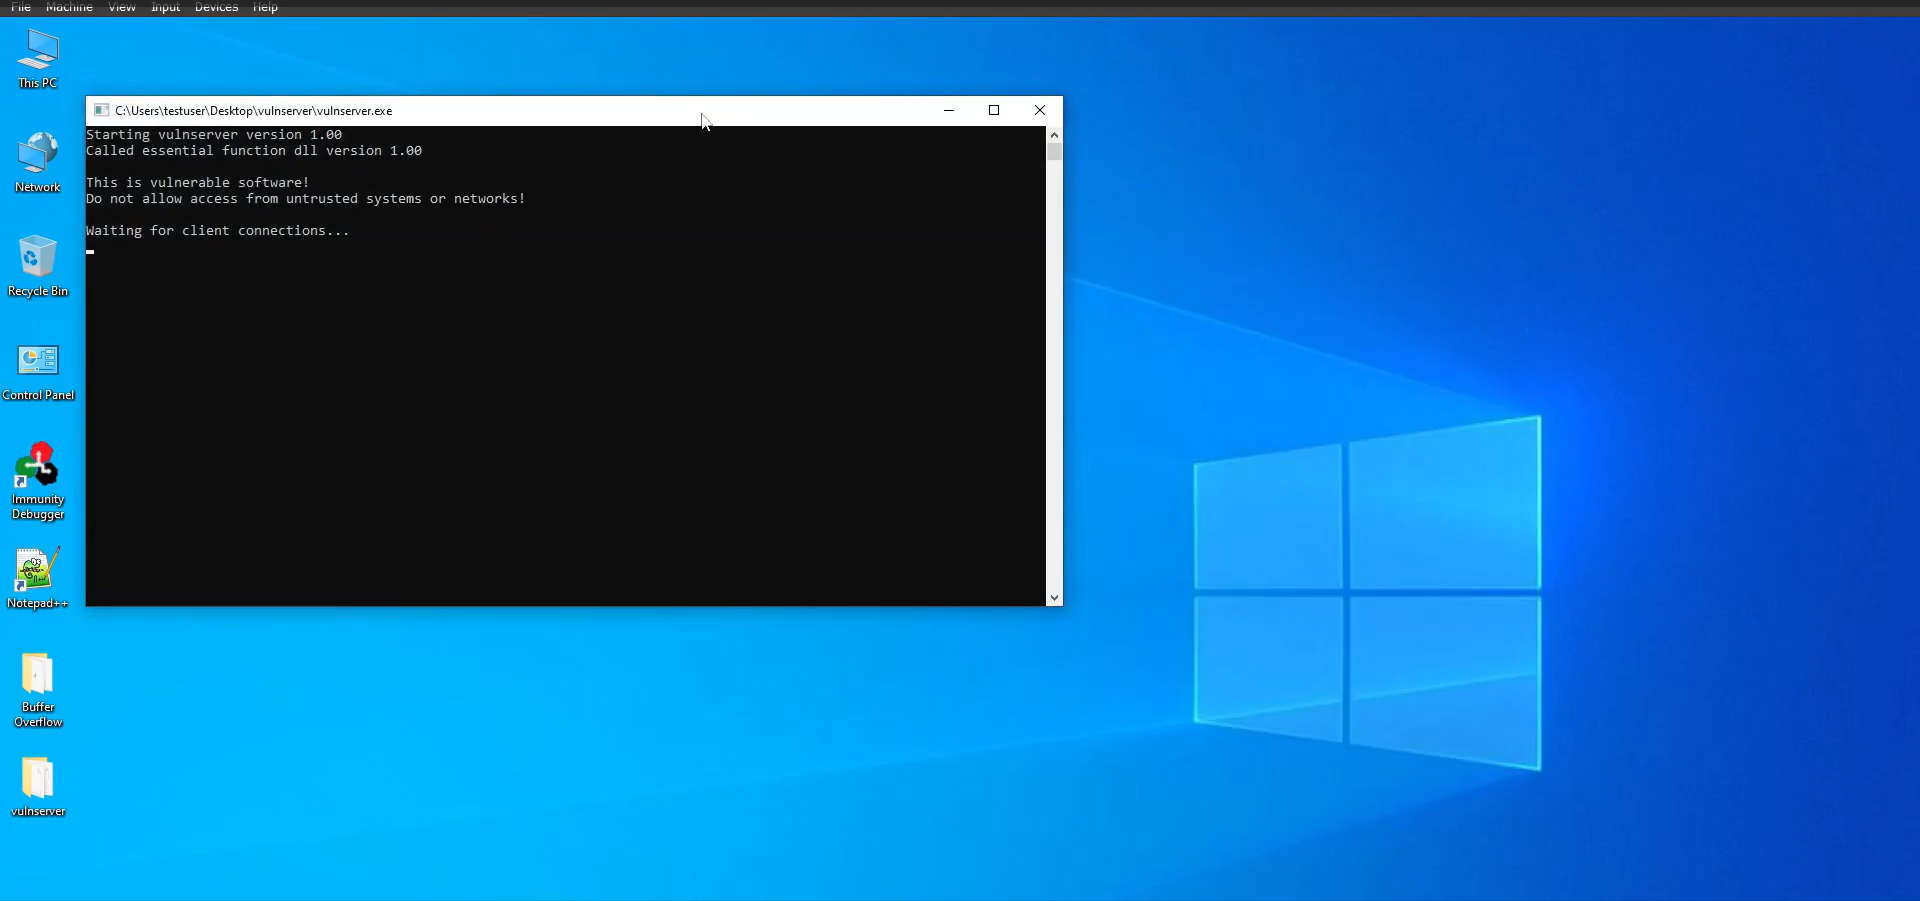 File Machine View Input Devices Help
This PC
C:\Users\testuser\Desktop\vulnserver\vulnserver.exe
Starting vulnserver version 1.00
Called essential function dll version 1.00
This is vulnerable software!
Do not allow access from untrusted systems or networks!
Waiting for client connections...
Network
Recycle Bin
Control Panel
Immunity
Debugger
Notepad++
Buffer
Overflow
vulnserver